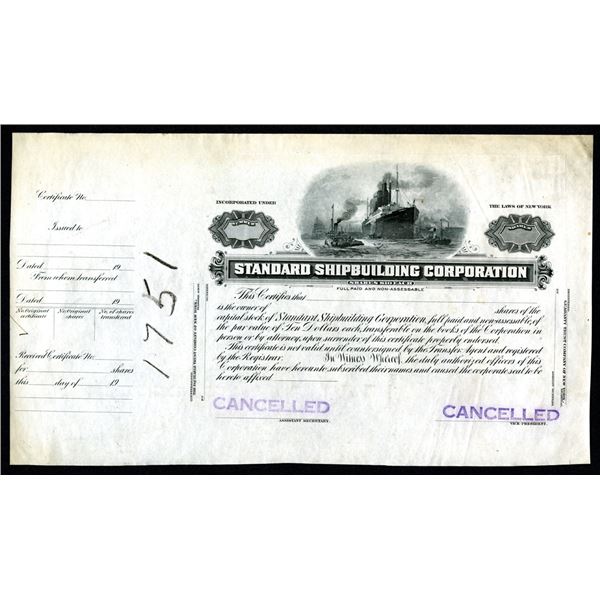 Certificate No.
Issued to
Dated 19
From whom transferred
Dated 19
No. Original certificate No. Original shares No. of shares transferred
Received Certificate No.
for shares
this day of 19
1751
INCORPORATED UNDER THE LAWS OF NEW YORK
NUMBER
SHARES
STANDARD SHIPBUILDING CORPORATION
SHARES $10 EACH
FULL PAID AND NON-ASSESSABLE
This Certifies that
is the owner of shares of the
capital stock of Standard Shipbuilding Corporation, full paid and non-assessable, of
the par value of Ten Dollars each, transferable on the books of the Corporation in
person or by attorney, upon surrender of this certificate properly endorsed.
This certificate is not valid until countersigned by the Transfer Agent and registered
by the Registrar. In Witness Whereof, the duly authorized officers of this
Corporation have hereunto subscribed their names and caused the corporate seal to be
hereto affixed
CANCELLED
CANCELLED
ASSISTANT SECRETARY.
VICE PRESIDENT.